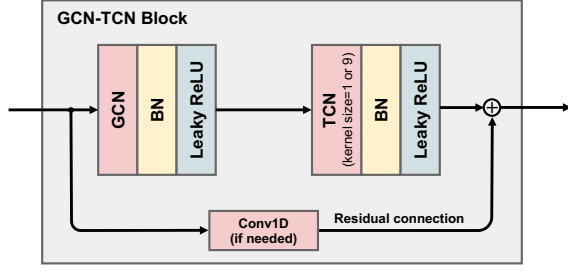 GCN-TCN Block
GCN
BN
Leaky ReLU
TCN
(kernel size=1 or 9)
BN
Leaky ReLU
Conv1D
(if needed)
Residual connection